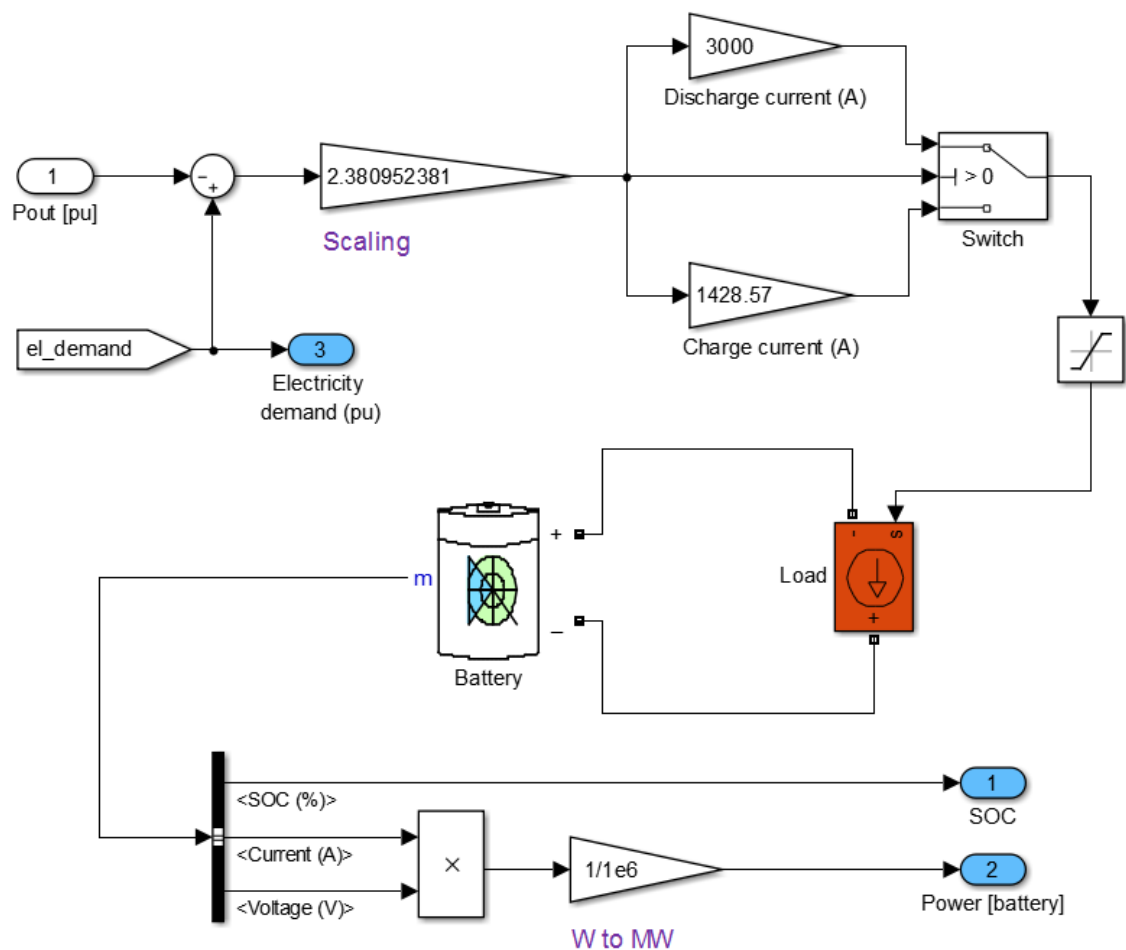 3000
Discharge current (A)
1
Pout [pu]
−
+
2.380952381
Scaling
> 0
Switch
1428.57
Charge current (A)
el_demand
3
Electricity
demand (pu)
m
+
−
Battery
Load
-
s
+
<SOC (%)>
<Current (A)>
<Voltage (V)>
×
1/1e6
W to MW
1
SOC
2
Power [battery]